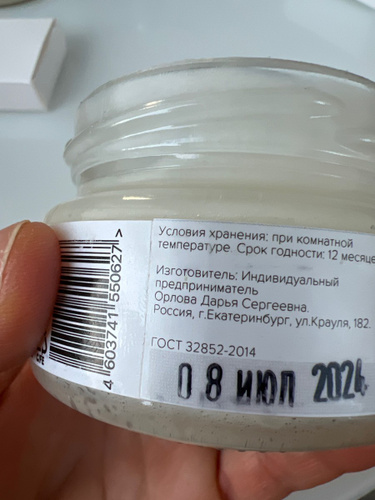 Условия хранения: при комнатной
температуре. Срок годности: 12 месяце
Изготовитель: Индивидуальный
предприниматель
Орлова Дарья Сергеевна.
Россия, г.Екатеринбург, ул.Крауля, 182.
ГОСТ 32852-2014
08 ИЮЛ 2024
4 603741 550627 >